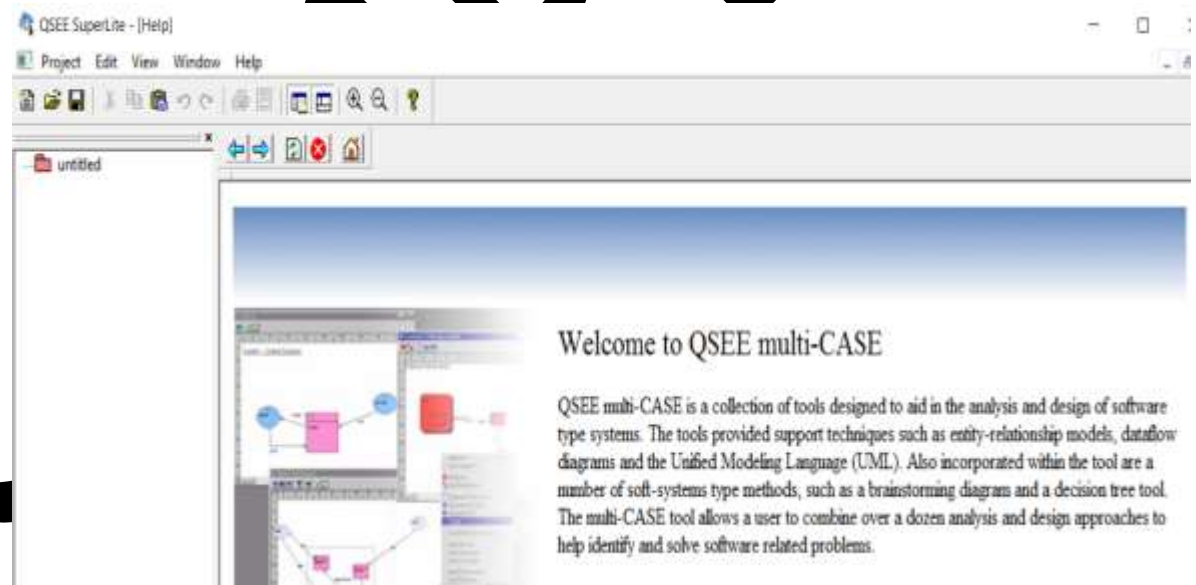 QSEE SuperLite - [Help]
Project Edit View Window Help
untitled
Welcome to QSEE multi-CASE
QSEE multi-CASE is a collection of tools designed to aid in the analysis and design of software
type systems. The tools provided support techniques such as entity-relationship models, dataflow
diagrams and the Unified Modeling Language (UML). Also incorporated within the tool are a
number of soft-systems type methods, such as a brainstorming diagram and a decision tree tool.
The multi-CASE tool allows a user to combine over a dozen analysis and design approaches to
help identify and solve software related problems.